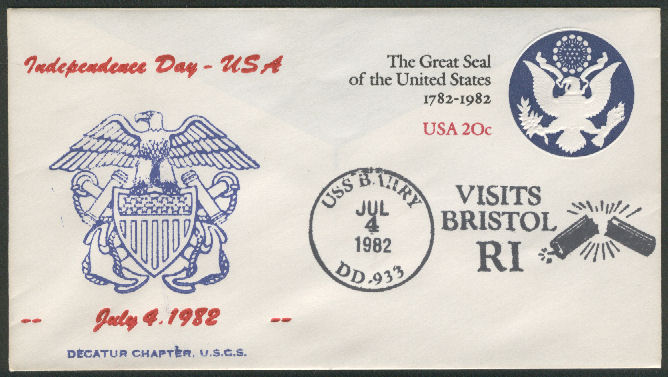 Independence Day - USA
The Great Seal
of the United States
1782-1982
USA 20c
USS BARRY
JUL
4
1982
DD-933
VISITS
BRISTOL
RI
-- July 4, 1982 --
DECATUR CHAPTER, U.S.C.S.